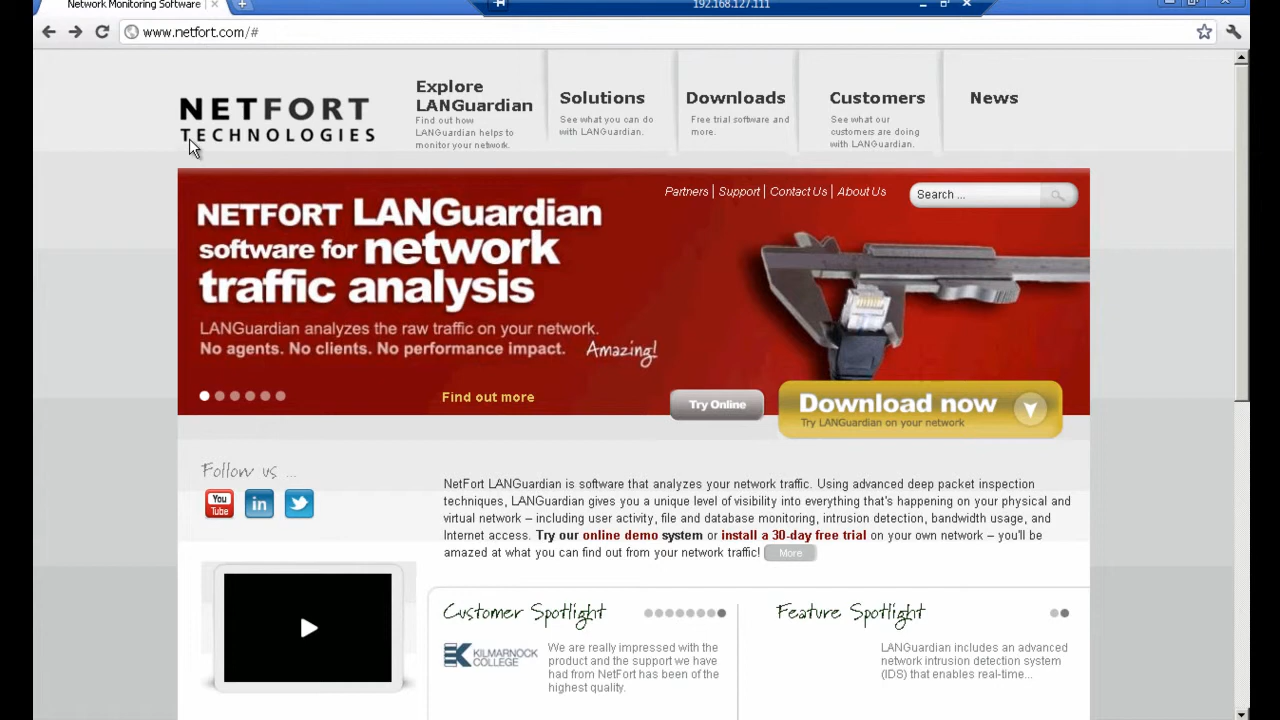 Network Monitoring Software
192.168.127.111
www.netfort.com/#
NETFORT
TECHNOLOGIES
Explore
LANGuardian
Find out how
LANGuardian helps to
monitor your network.
Solutions
See what you can do
with LANGuardian.
Downloads
Free trial software and
more.
Customers
See what our
customers are doing
with LANGuardian.
News
Partners | Support | Contact Us | About Us
Search ...
NETFORT LANGuardian
software for network
traffic analysis
LANGuardian analyzes the raw traffic on your network.
No agents. No clients. No performance impact. Amazing!
Find out more
Try Online
Download now
Try LANGuardian on your network
Follow us ...
You
Tube
in
NetFort LANGuardian is software that analyzes your network traffic. Using advanced deep packet inspection
techniques, LANGuardian gives you a unique level of visibility into everything that's happening on your physical and
virtual network – including user activity, file and database monitoring, intrusion detection, bandwidth usage, and
Internet access. Try our online demo system or install a 30-day free trial on your own network – you'll be
amazed at what you can find out from your network traffic! More
Customer Spotlight
KILMARNOCK
COLLEGE
We are really impressed with the
product and the support we have
had from NetFort has been of the
highest quality.
Feature Spotlight
LANGuardian includes an advanced
network intrusion detection system
(IDS) that enables real-time...